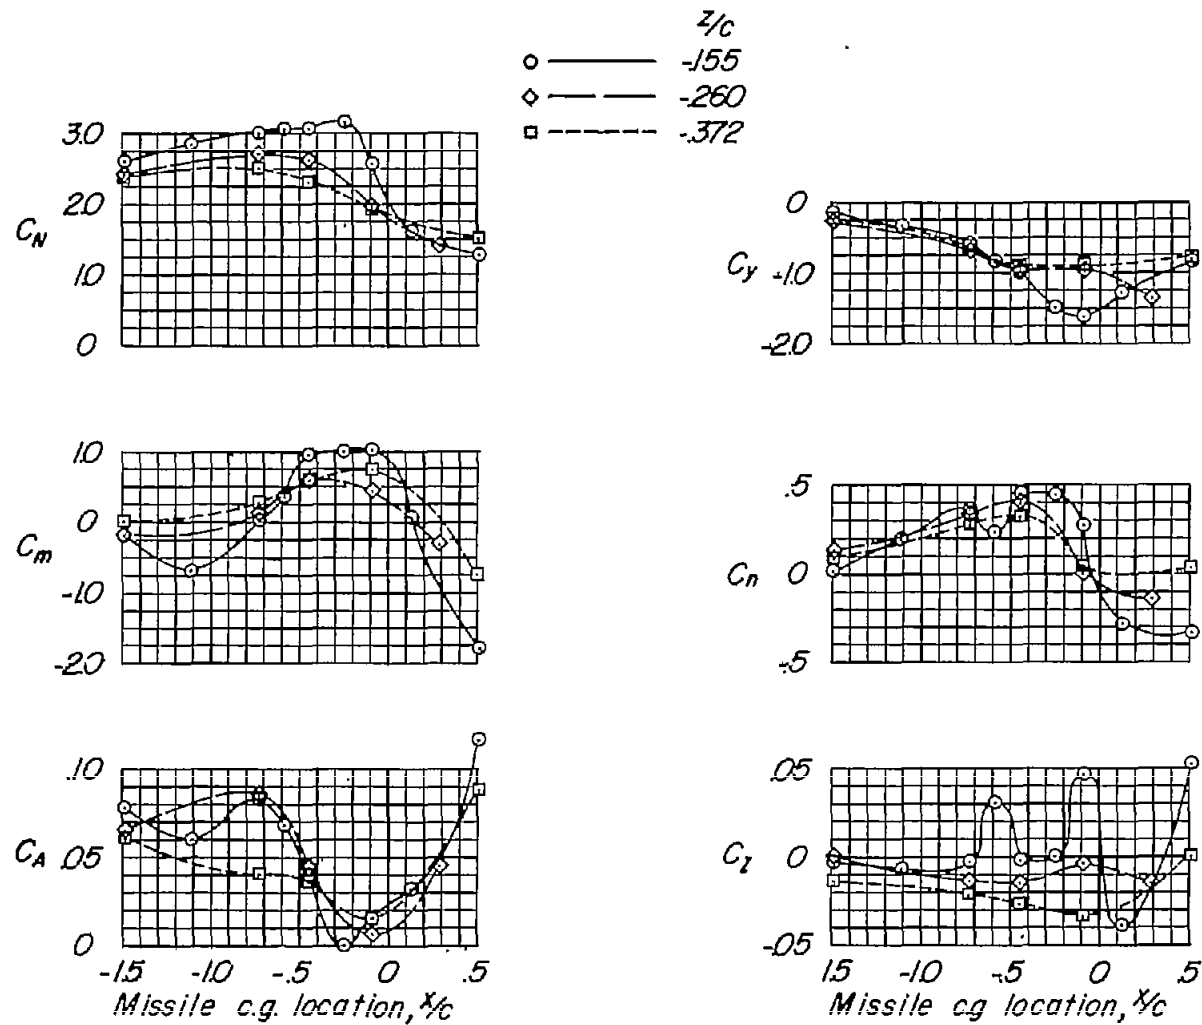 z/c
-.155
-.260
-.372
3.0
2.0
C_N
1.0
0
0
C_y -1.0
-2.0
1.0
0
C_m
-1.0
-2.0
.5
C_n 0
-.5
.10
C_A .05
0
-1.5 -1.0 -.5 0 .5
Missile c.g. location, x/c
.05
C_l 0
-.05
1.5 -1.0 -.5 0 .5
Missile c.g. location, x/c